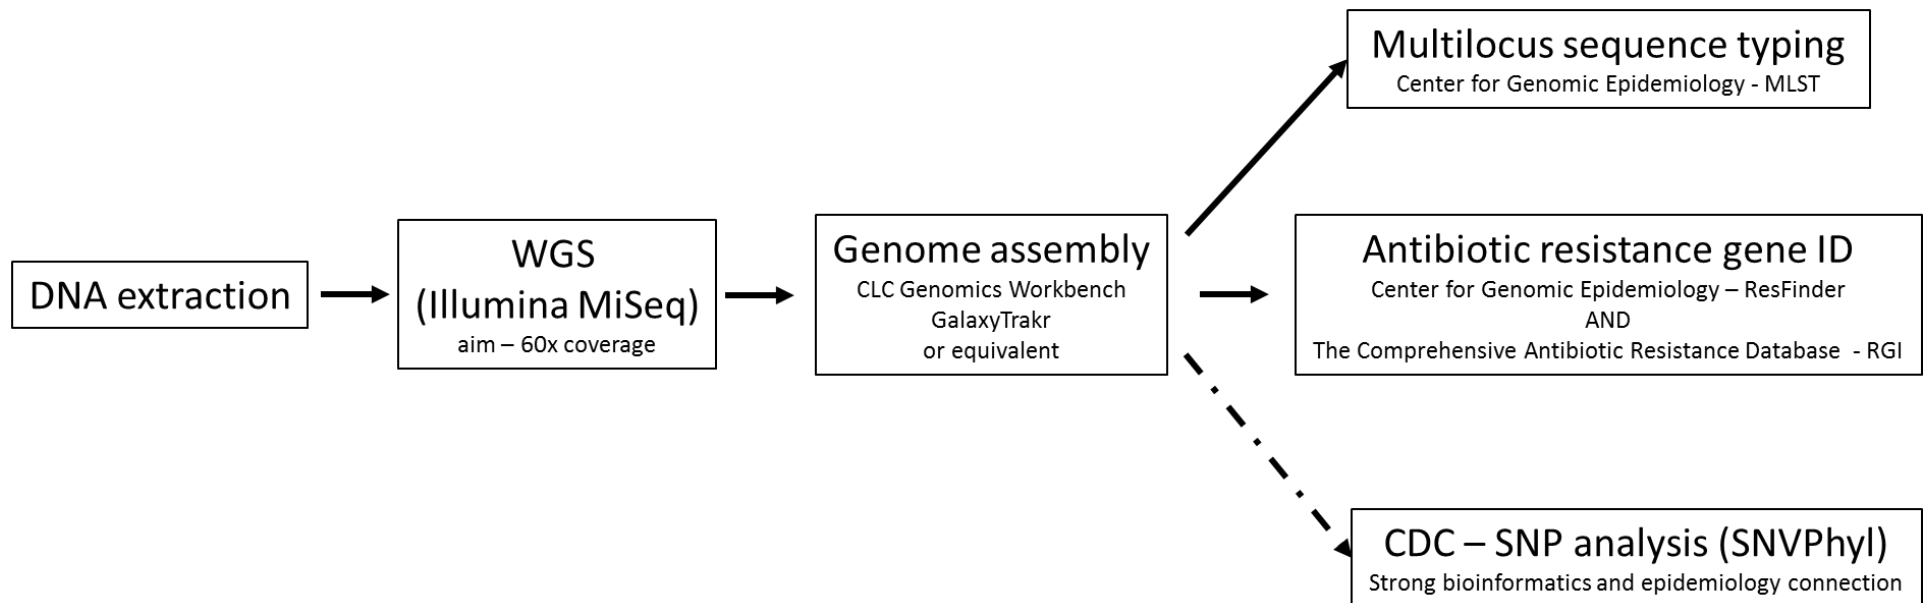 DNA extraction
WGS
(Illumina MiSeq)
aim – 60x coverage
Genome assembly
CLC Genomics Workbench
GalaxyTrakr
or equivalent
Multilocus sequence typing
Center for Genomic Epidemiology - MLST
Antibiotic resistance gene ID
Center for Genomic Epidemiology – ResFinder
AND
The Comprehensive Antibiotic Resistance Database - RGI
CDC – SNP analysis (SNVPhyl)
Strong bioinformatics and epidemiology connection